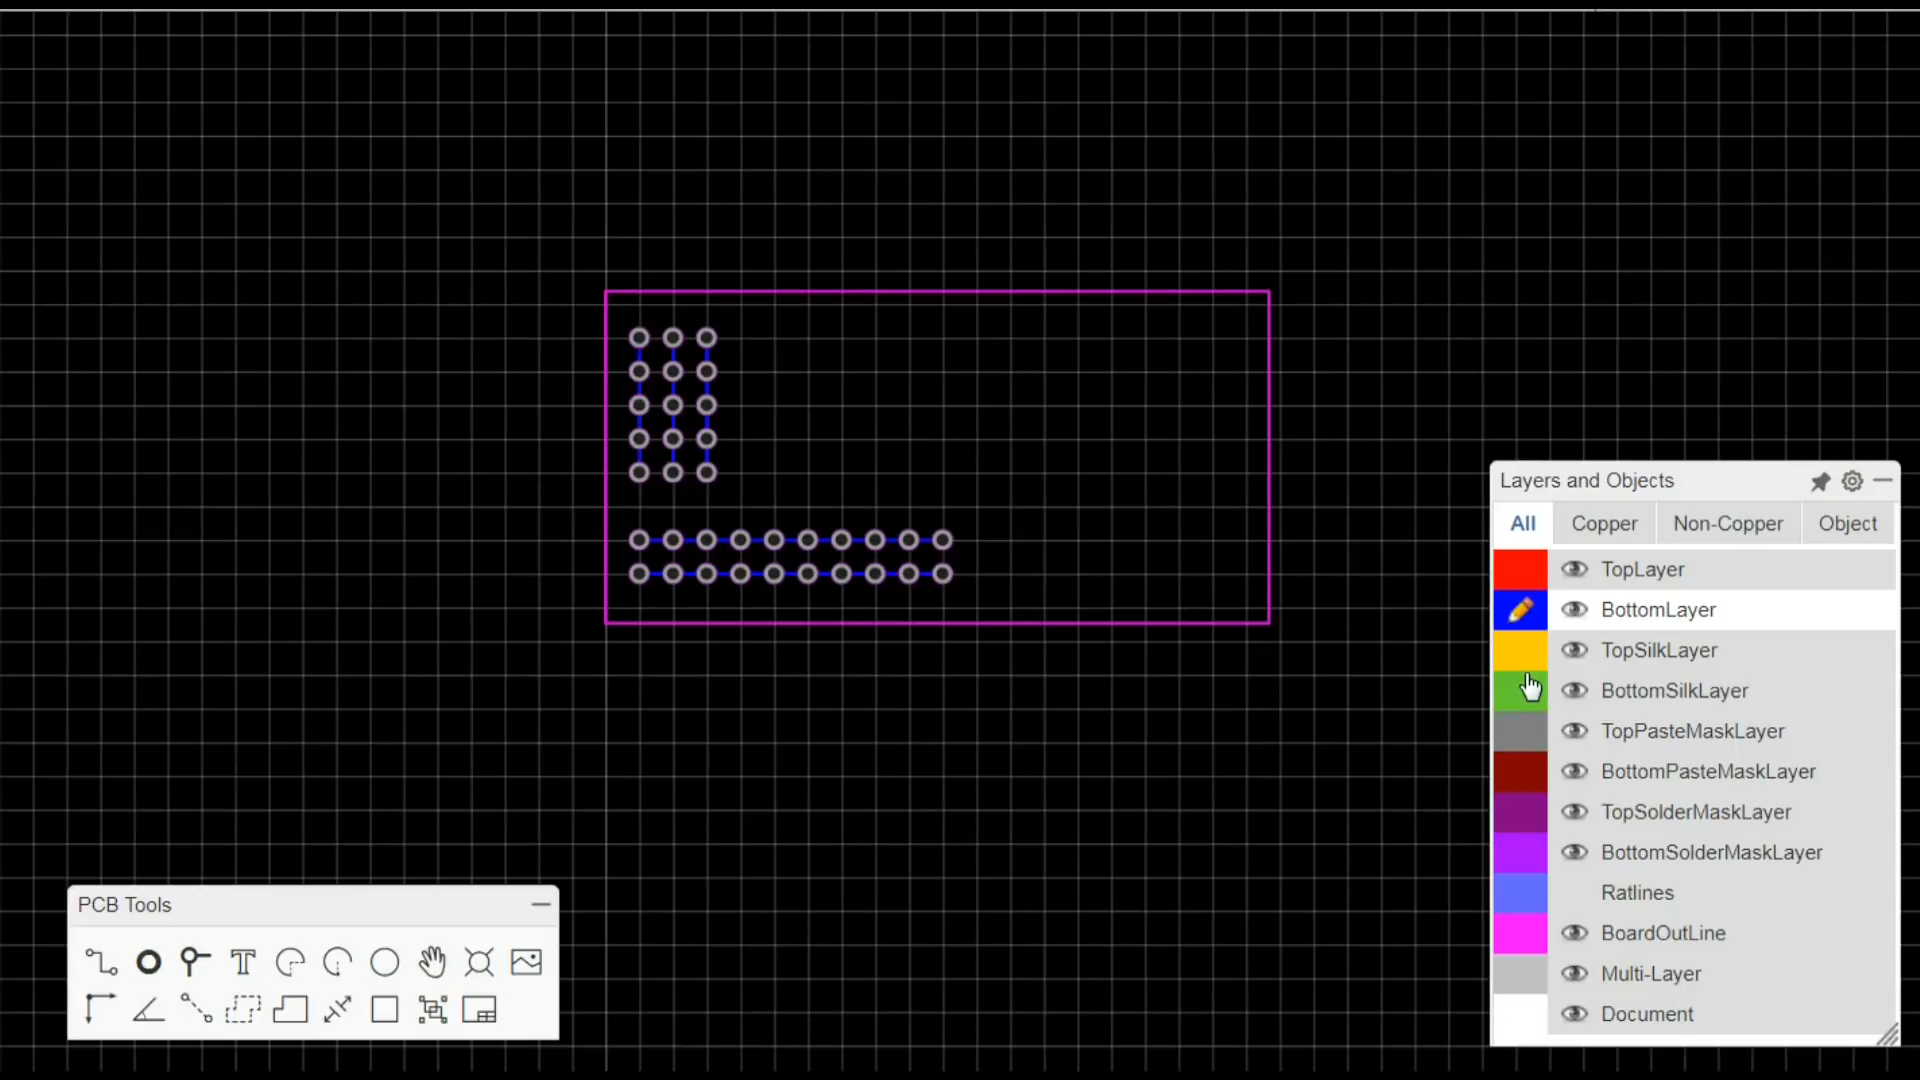 Layers and Objects
All Copper Non-Copper Object
TopLayer
BottomLayer
TopSilkLayer
BottomSilkLayer
TopPasteMaskLayer
BottomPasteMaskLayer
TopSolderMaskLayer
BottomSolderMaskLayer
Ratlines
BoardOutLine
Multi-Layer
Document
PCB Tools